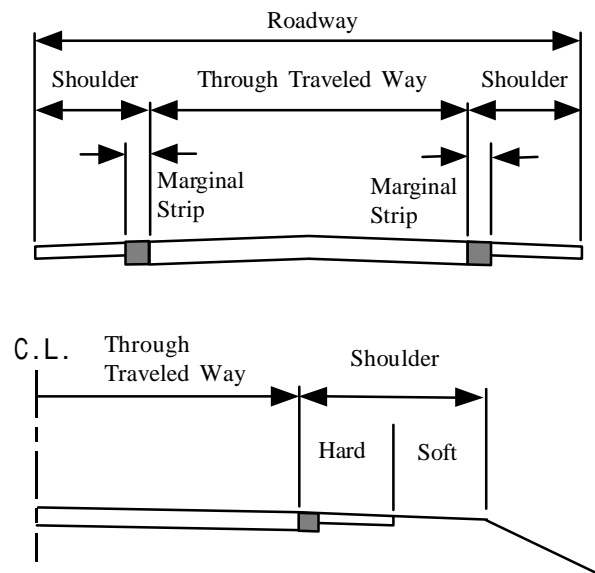 Roadway
Shoulder Through Traveled Way Shoulder
Marginal
Strip
Marginal
Strip
C.L.
Through
Traveled Way
Shoulder
Hard Soft